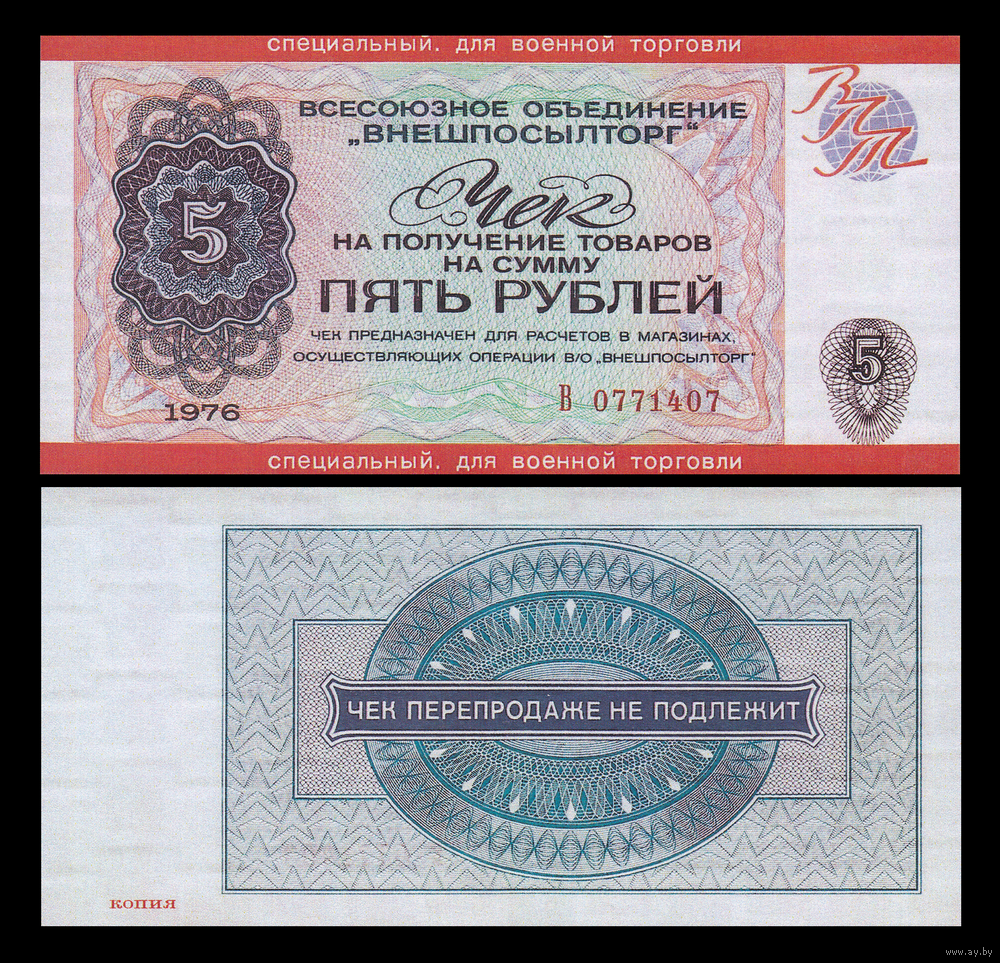 специальный. для военной торговли
ВСЕСОЮЗНОЕ ОБЪЕДИНЕНИЕ
„ВНЕШПОСЫЛТОРГ“
ВПТ
Чек
НА ПОЛУЧЕНИЕ ТОВАРОВ
НА СУММУ
ПЯТЬ РУБЛЕЙ
5
ЧЕК ПРЕДНАЗНАЧЕН ДЛЯ РАСЧЕТОВ В МАГАЗИНАХ,
ОСУЩЕСТВЛЯЮЩИХ ОПЕРАЦИИ В/О „ВНЕШПОСЫЛТОРГ“
5
1976
В 0771407
специальный. для военной торговли
ЧЕК ПЕРЕПРОДАЖЕ НЕ ПОДЛЕЖИТ
КОПИЯ
www.ay.by